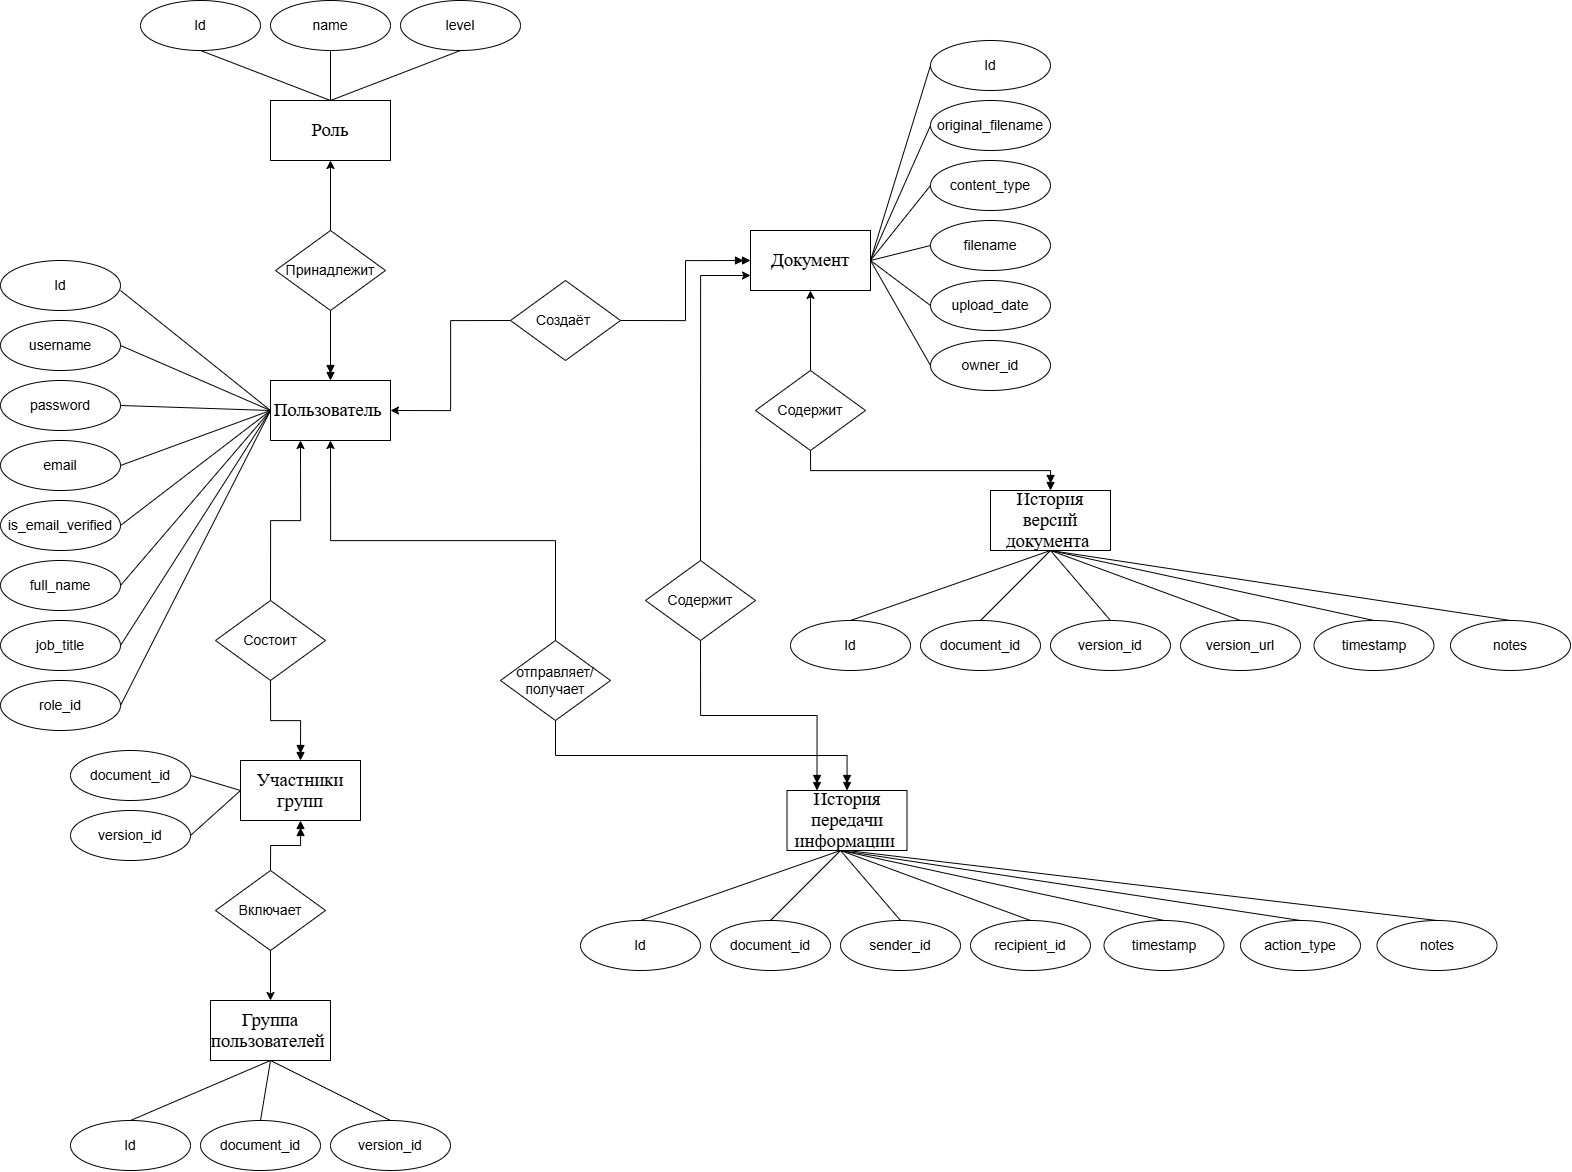 Id
name
level
Роль
Принадлежит
Id
username
password
email
is_email_verified
full_name
job_title
role_id
Пользователь
Создаёт
Документ
Id
original_filename
content_type
filename
upload_date
owner_id
Содержит
История
версий
документа
Id
document_id
version_id
version_url
timestamp
notes
Состоит
Содержит
отправляет/
получает
document_id
version_id
Участники
групп
История
передачи
информации
Включает
Id
document_id
sender_id
recipient_id
timestamp
action_type
notes
Группа
пользователей
Id
document_id
version_id